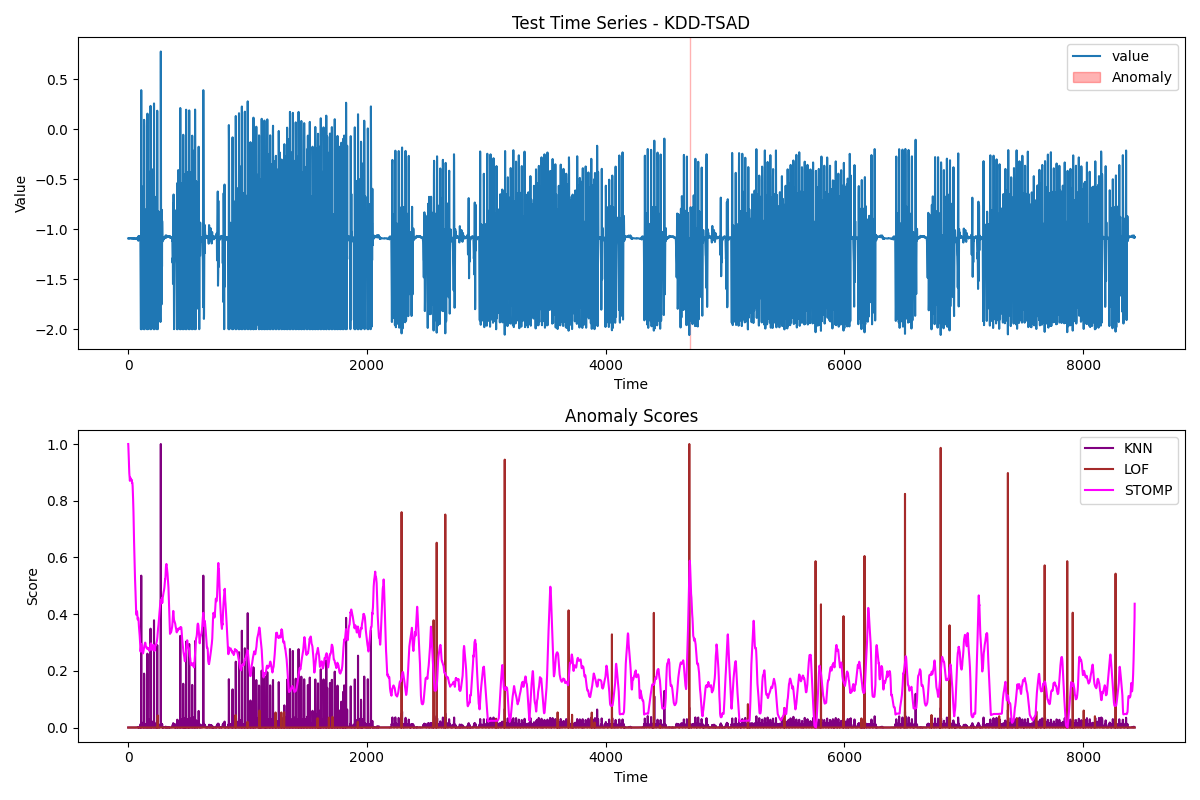 Test Time Series - KDD-TSAD
Value
0.5
0.0
−0.5
−1.0
−1.5
−2.0
value
Anomaly
0 2000 4000 6000 8000
Time
Anomaly Scores
Score
1.0
0.8
0.6
0.4
0.2
0.0
KNN
LOF
STOMP
0 2000 4000 6000 8000
Time